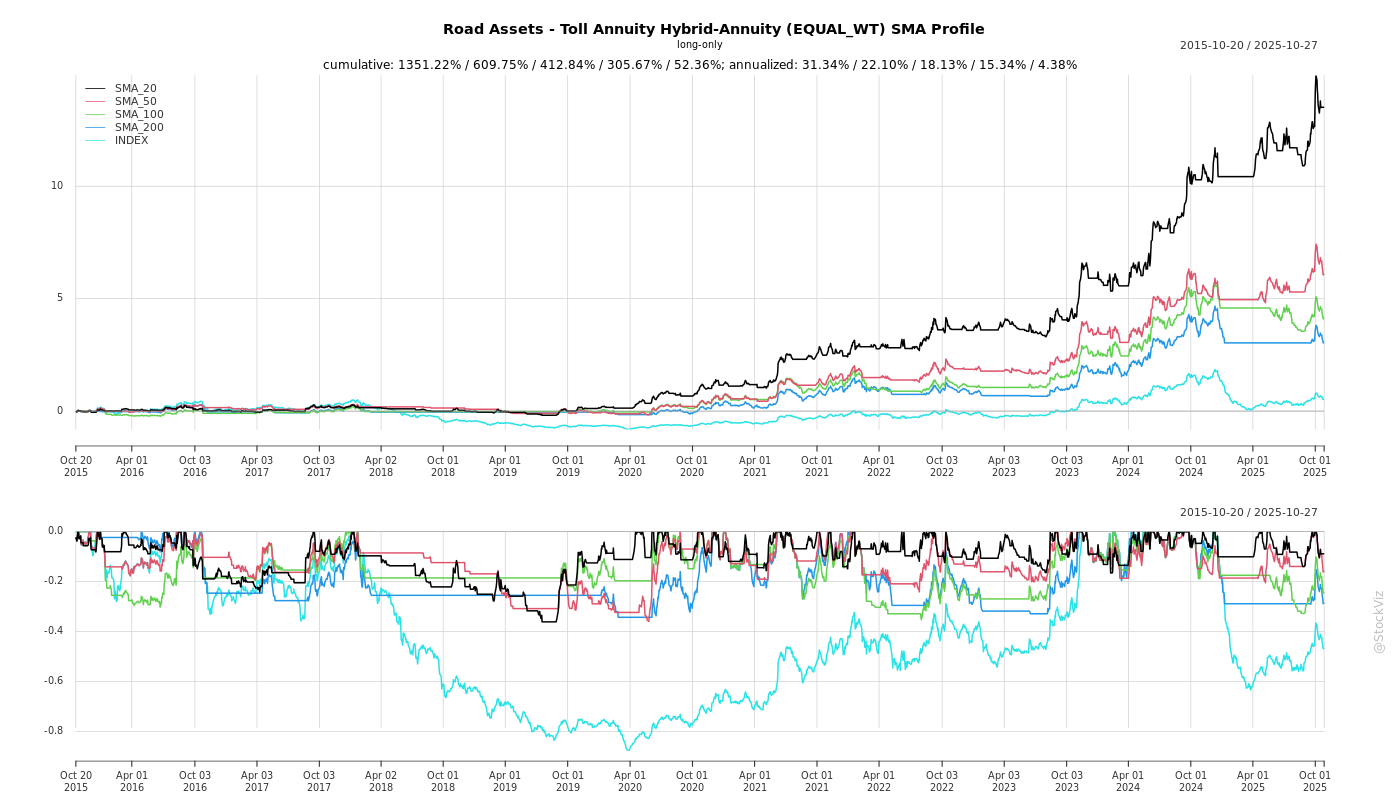 Road Assets - Toll Annuity Hybrid-Annuity (EQUAL_WT) SMA Profile
long-only
2015-10-20 / 2025-10-27
cumulative: 1351.22% / 609.75% / 412.84% / 305.67% / 52.36%; annualized: 31.34% / 22.10% / 18.13% / 15.34% / 4.38%
SMA_20
SMA_50
SMA_100
SMA_200
INDEX
10
5
0
Oct 20 Apr 01 Oct 03 Apr 03 Oct 03 Apr 02 Oct 01 Apr 01 Oct 01 Apr 01 Oct 01 Apr 01 Oct 01 Apr 01 Oct 03 Apr 03 Oct 03 Apr 01 Oct 01 Apr 01 Oct 01
2015 2016 2016 2017 2017 2018 2018 2019 2019 2020 2020 2021 2021 2022 2022 2023 2023 2024 2024 2025 2025
2015-10-20 / 2025-10-27
0.0
-0.2
-0.4
-0.6
-0.8
Oct 20 Apr 01 Oct 03 Apr 03 Oct 03 Apr 02 Oct 01 Apr 01 Oct 01 Apr 01 Oct 01 Apr 01 Oct 01 Apr 01 Oct 03 Apr 03 Oct 03 Apr 01 Oct 01 Apr 01 Oct 01
2015 2016 2016 2017 2017 2018 2018 2019 2019 2020 2020 2021 2021 2022 2022 2023 2023 2024 2024 2025 2025
@StockViz